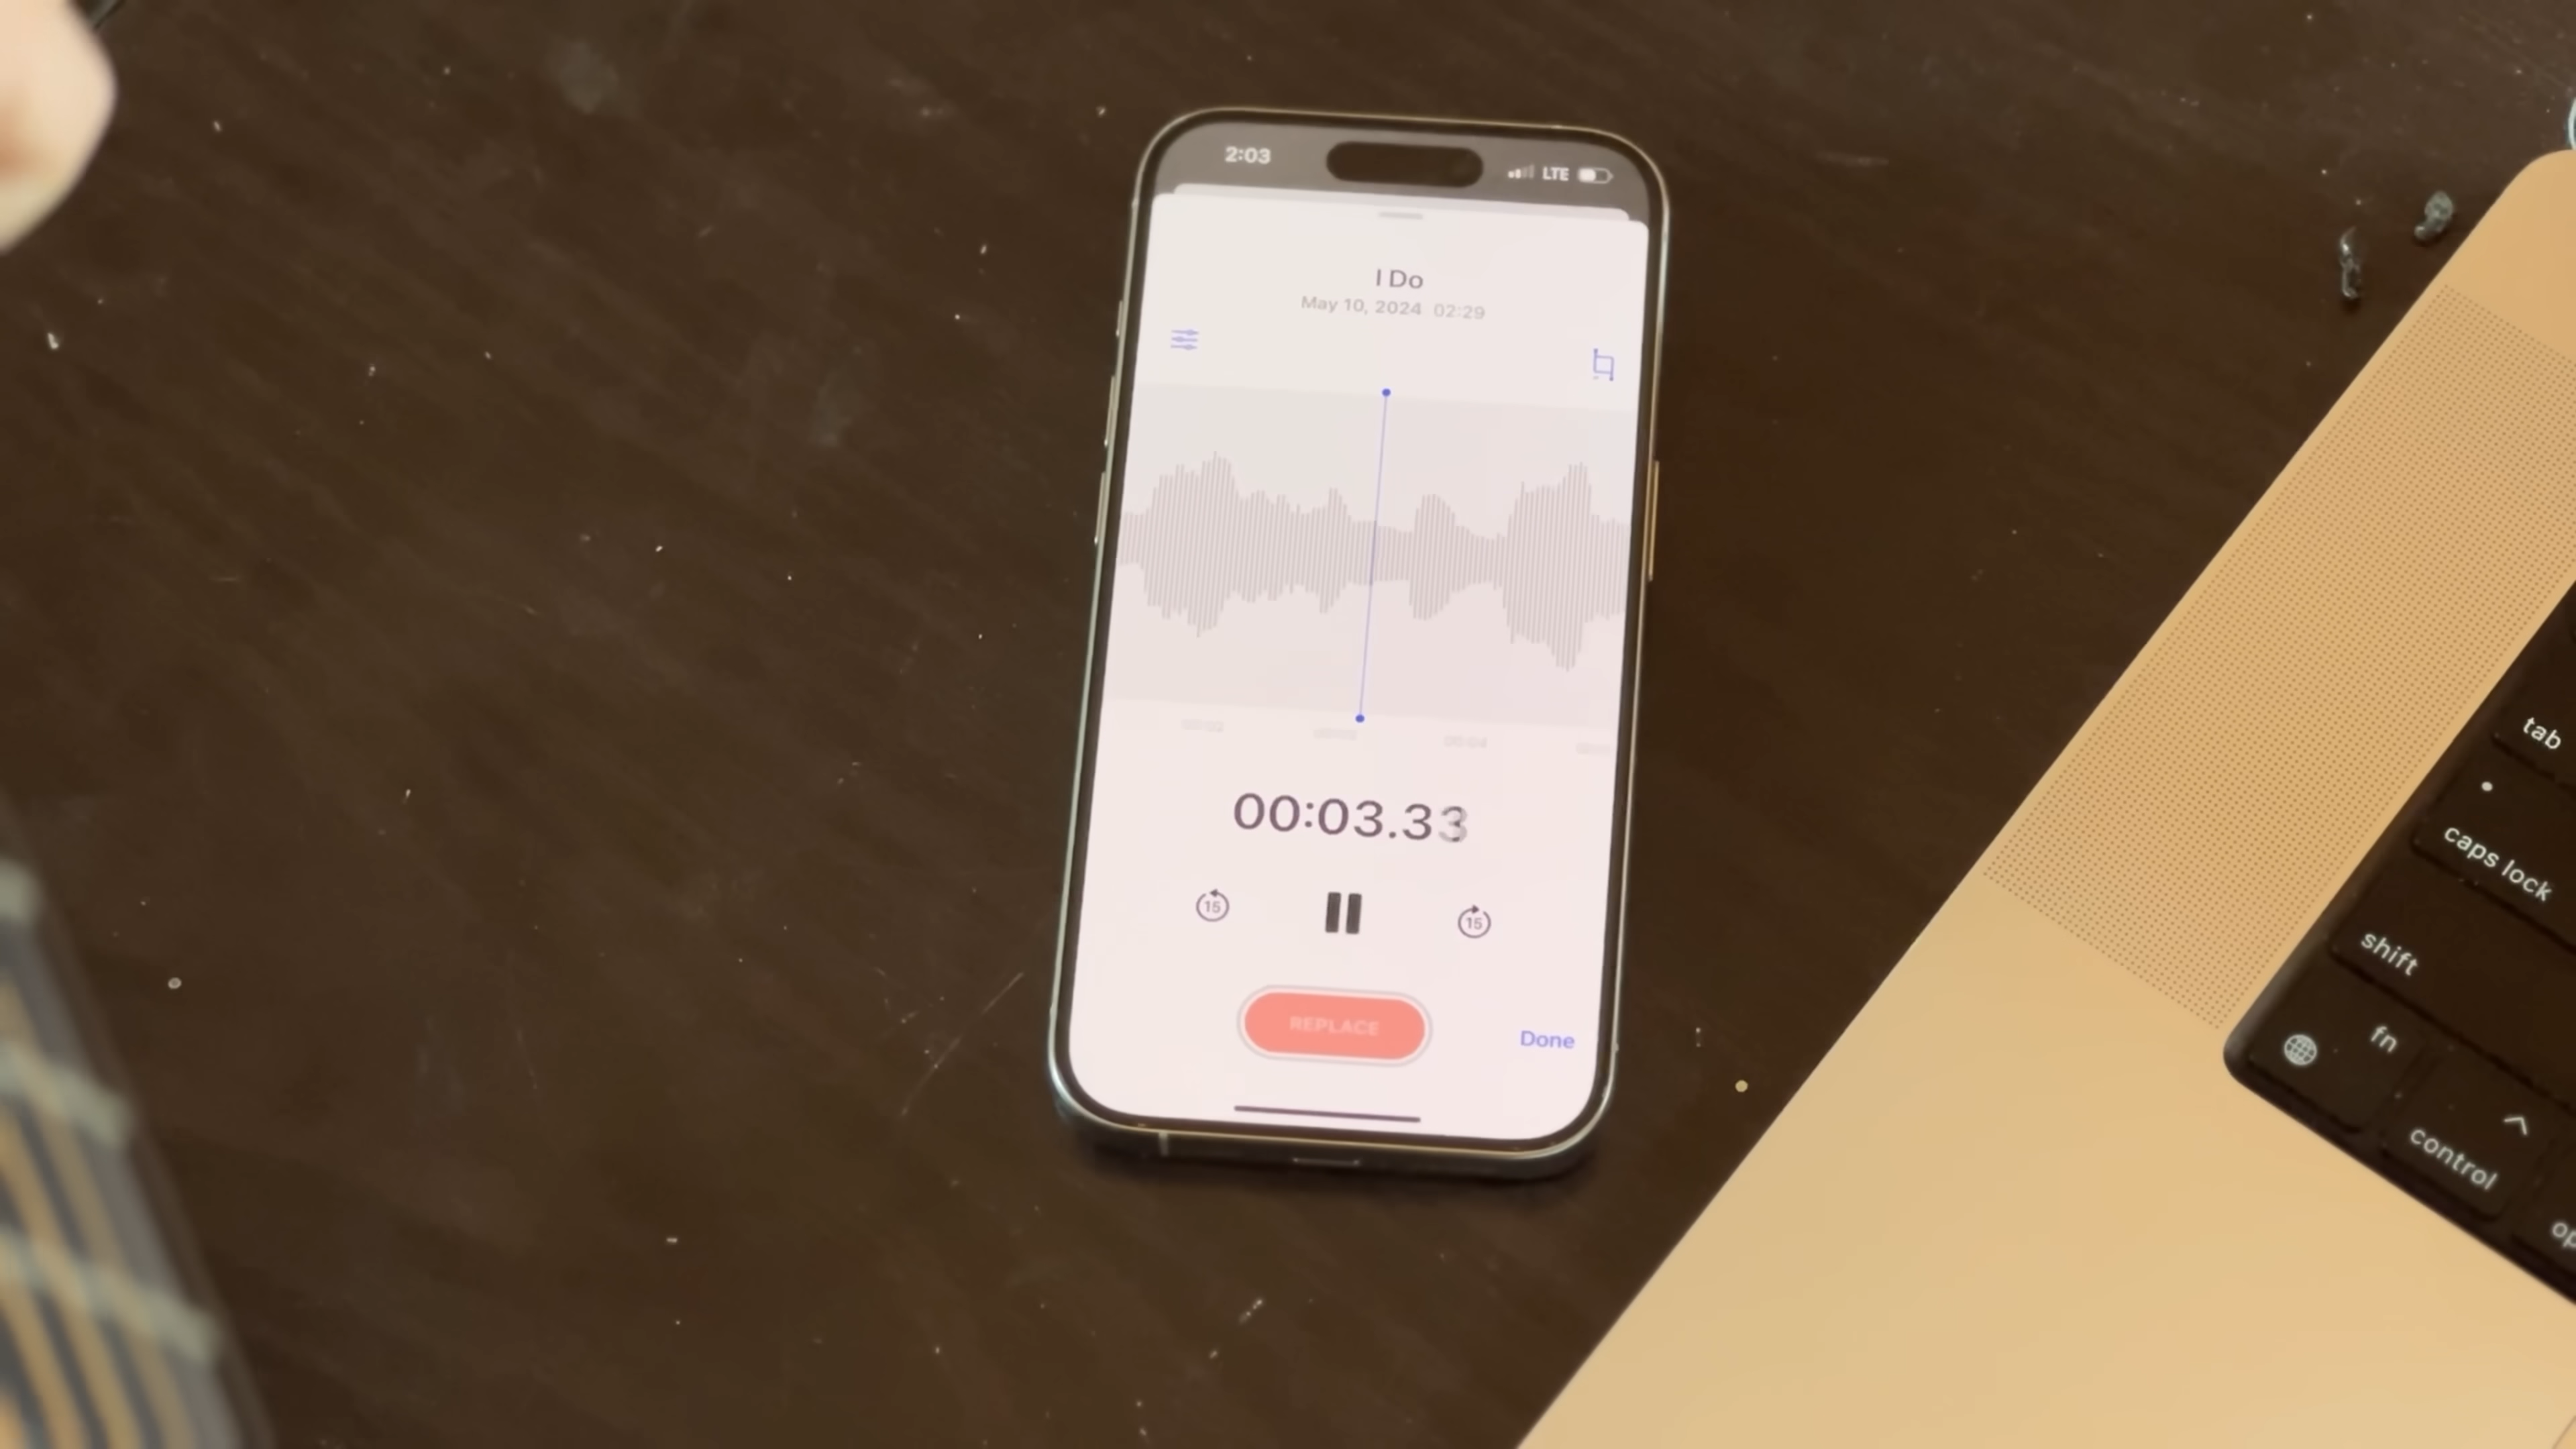 2:03
LTE
I Do
May 10, 2024 02:29
00:03.33
15
15
REPLACE
Done
tab
caps lock
shift
fn
control